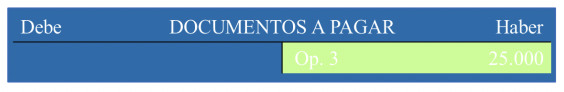 Debe DOCUMENTOS A PAGAR Haber
Op. 3 25.000